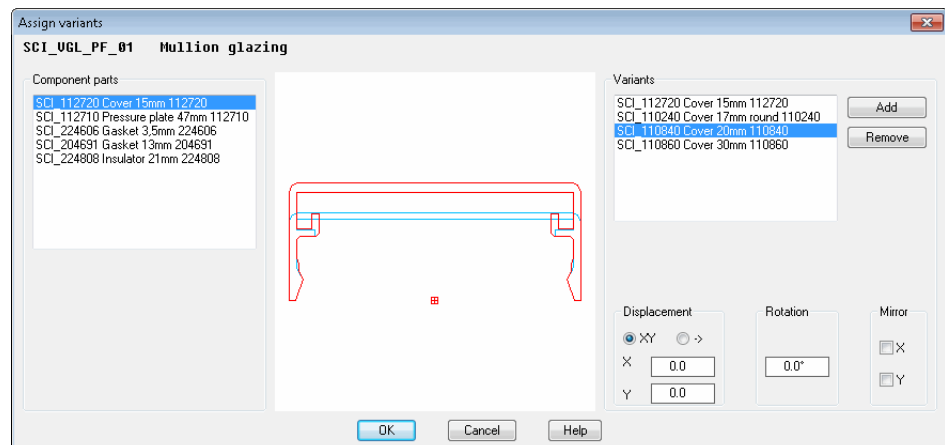 Assign variants
SCI_VGL_PF_01 Mullion glazing
Component parts
SCI_112720 Cover 15mm 112720
SCI_112710 Pressure plate 47mm 112710
SCI_224606 Gasket 3,5mm 224606
SCI_204691 Gasket 13mm 204691
SCI_224808 Insulator 21mm 224808
Variants
SCI_112720 Cover 15mm 112720
SCI_110240 Cover 17mm round 110240
SCI_110840 Cover 20mm 110840
SCI_110860 Cover 30mm 110860
Add
Remove
Displacement
XY ->
X 0.0
Y 0.0
Rotation
0.0°
Mirror
X
Y
OK Cancel Help